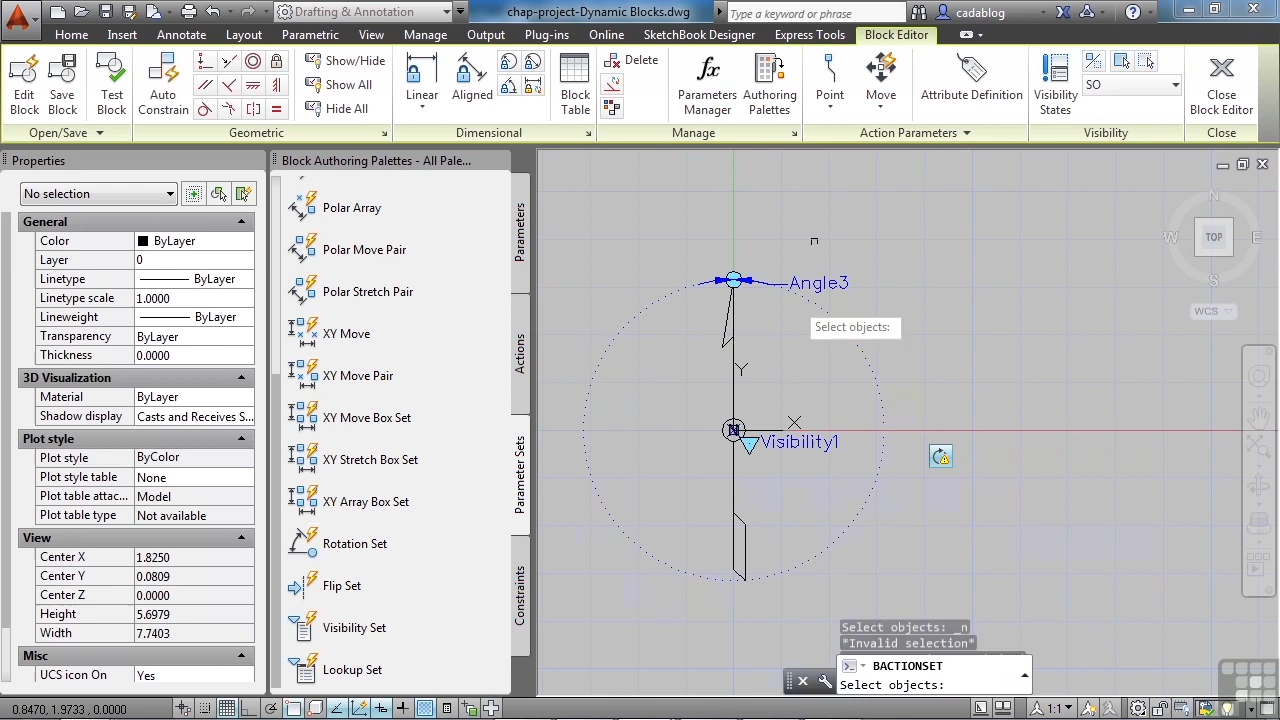 Drafting & Annotation
chap-project-Dynamic Blocks.dwg
Type a keyword or phrase
cadablog
Home Insert Annotate Layout Parametric View Manage Output Plug-ins Online SketchBook Designer Express Tools Block Editor
Edit Block
Save Block
Test Block
Open/Save
Auto Constrain
Show/Hide
Show All
Hide All
Geometric
Linear
Aligned
Dimensional
Block Table
Delete
Parameters Manager
Authoring Palettes
Manage
Point
Move
Attribute Definition
Action Parameters
Visibility States
SO
Visibility
Close Block Editor
Close
Properties
No selection
General
Color ByLayer
Layer 0
Linetype ByLayer
Linetype scale 1.0000
Lineweight ByLayer
Transparency ByLayer
Thickness 0.0000
3D Visualization
Material ByLayer
Shadow display Casts and Receives S...
Plot style
Plot style ByColor
Plot style table None
Plot table attac... Model
Plot table type Not available
View
Center X 1.8250
Center Y 0.0809
Center Z 0.0000
Height 5.6979
Width 7.7403
Misc
UCS icon On Yes
Block Authoring Palettes - All Pale...
Polar Array
Polar Move Pair
Polar Stretch Pair
XY Move
XY Move Pair
XY Move Box Set
XY Stretch Box Set
XY Array Box Set
Rotation Set
Flip Set
Visibility Set
Lookup Set
Parameters
Actions
Parameter Sets
Constraints
Angle3
Select objects:
Y
X
Visibility1
N
W TOP E
S
WCS
Select objects: _n
*Invalid selection*
BACTIONSET
Select objects:
0.8470, 1.9733, 0.0000
1:1